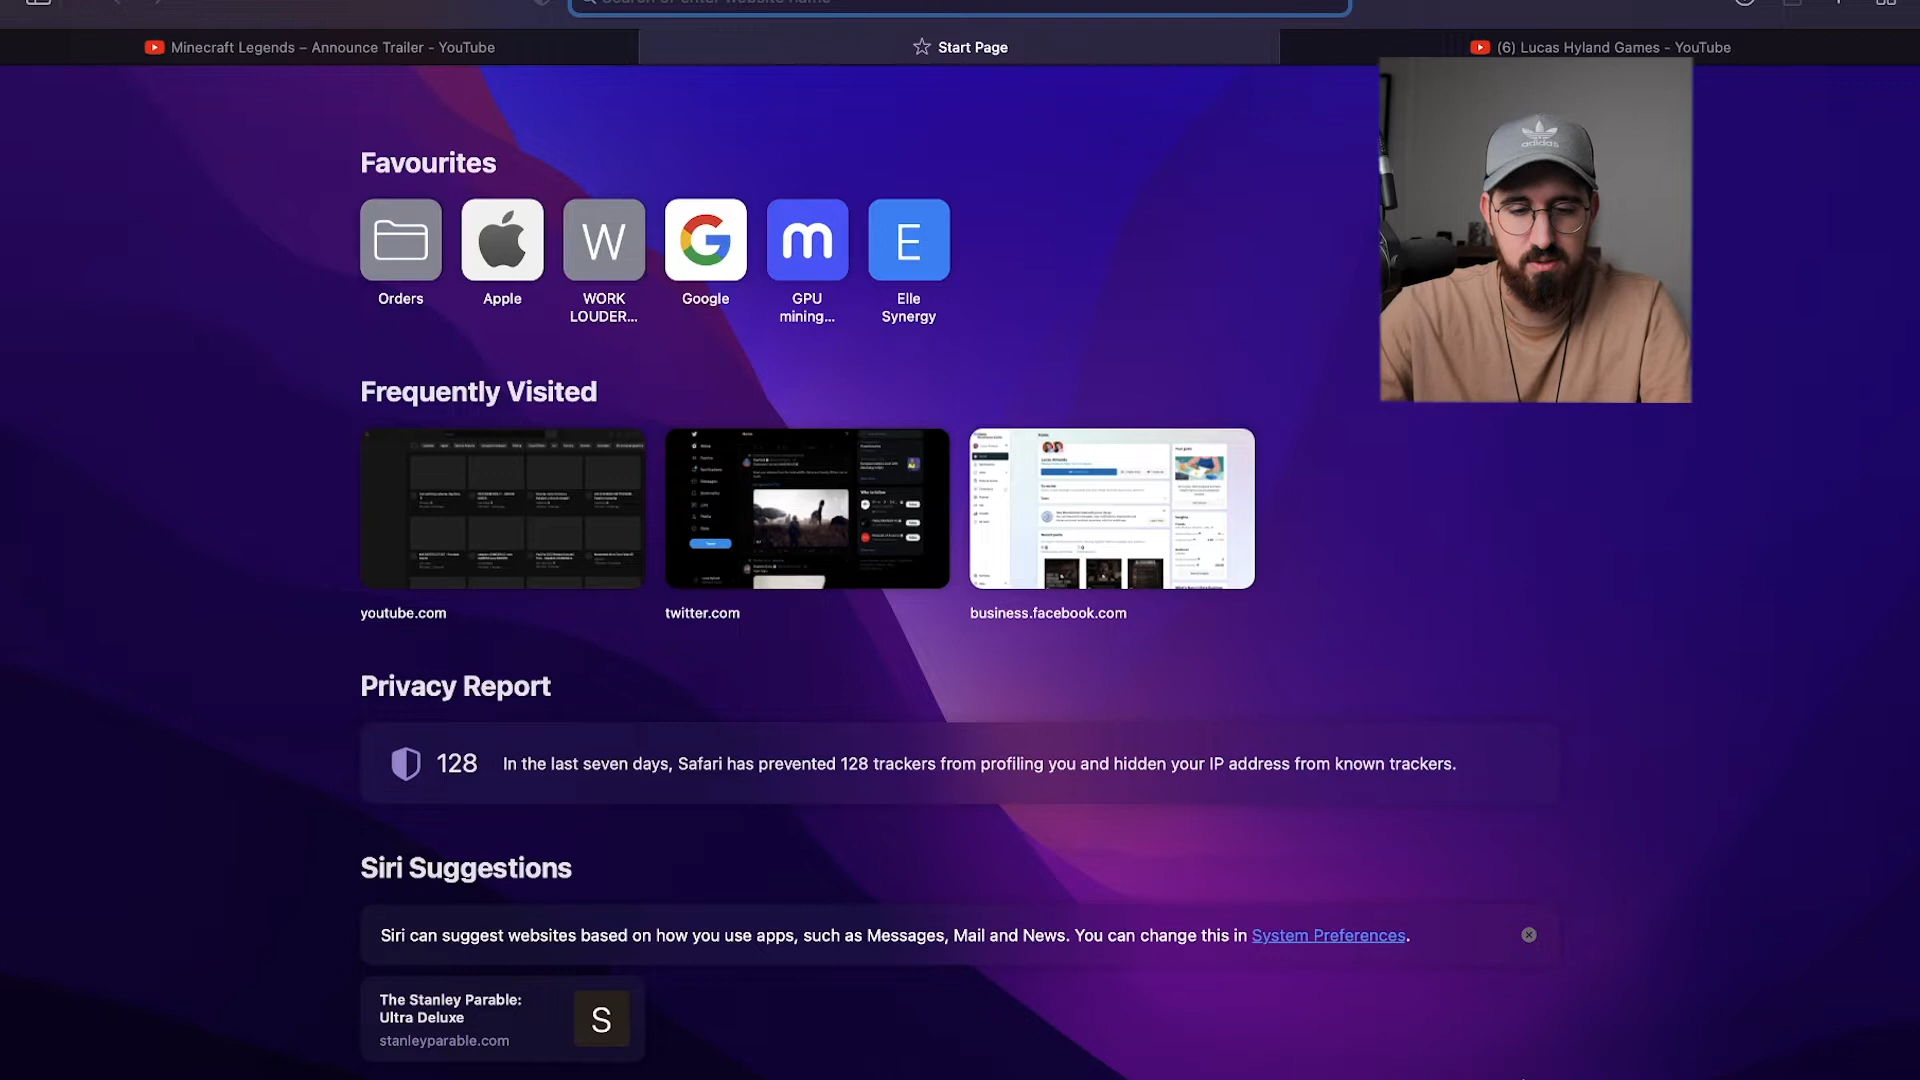 Minecraft Legends – Announce Trailer - YouTube
Start Page
(6) Lucas Hyland Games - YouTube
adidas
Favourites
W
G
m
E
Orders
Apple
WORK
LOUDER...
Google
GPU
mining...
Elle
Synergy
Frequently Visited
youtube.com
twitter.com
business.facebook.com
Privacy Report
128
In the last seven days, Safari has prevented 128 trackers from profiling you and hidden your IP address from known trackers.
Siri Suggestions
Siri can suggest websites based on how you use apps, such as Messages, Mail and News. You can change this in System Preferences.
The Stanley Parable:
Ultra Deluxe
S
stanleyparable.com